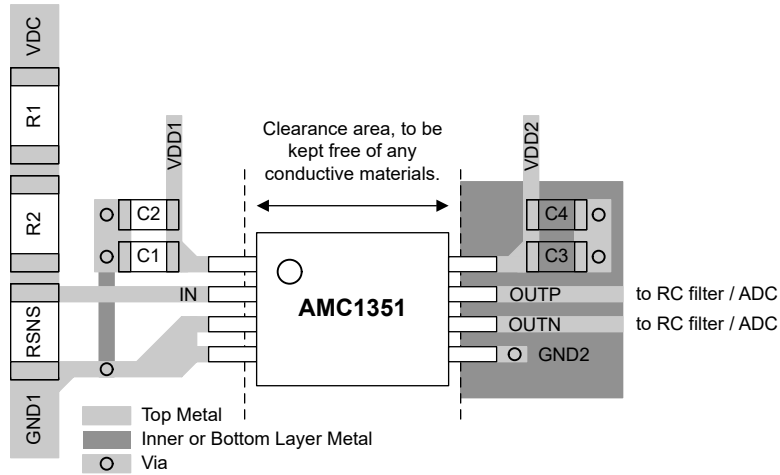 VDC
R1
R2
RSNS
GND1
VDD1
C2
C1
IN
Clearance area, to be
kept free of any
conductive materials.
AMC1351
VDD2
C4
C3
OUTP
to RC filter / ADC
OUTN
to RC filter / ADC
GND2
Top Metal
Inner or Bottom Layer Metal
Via